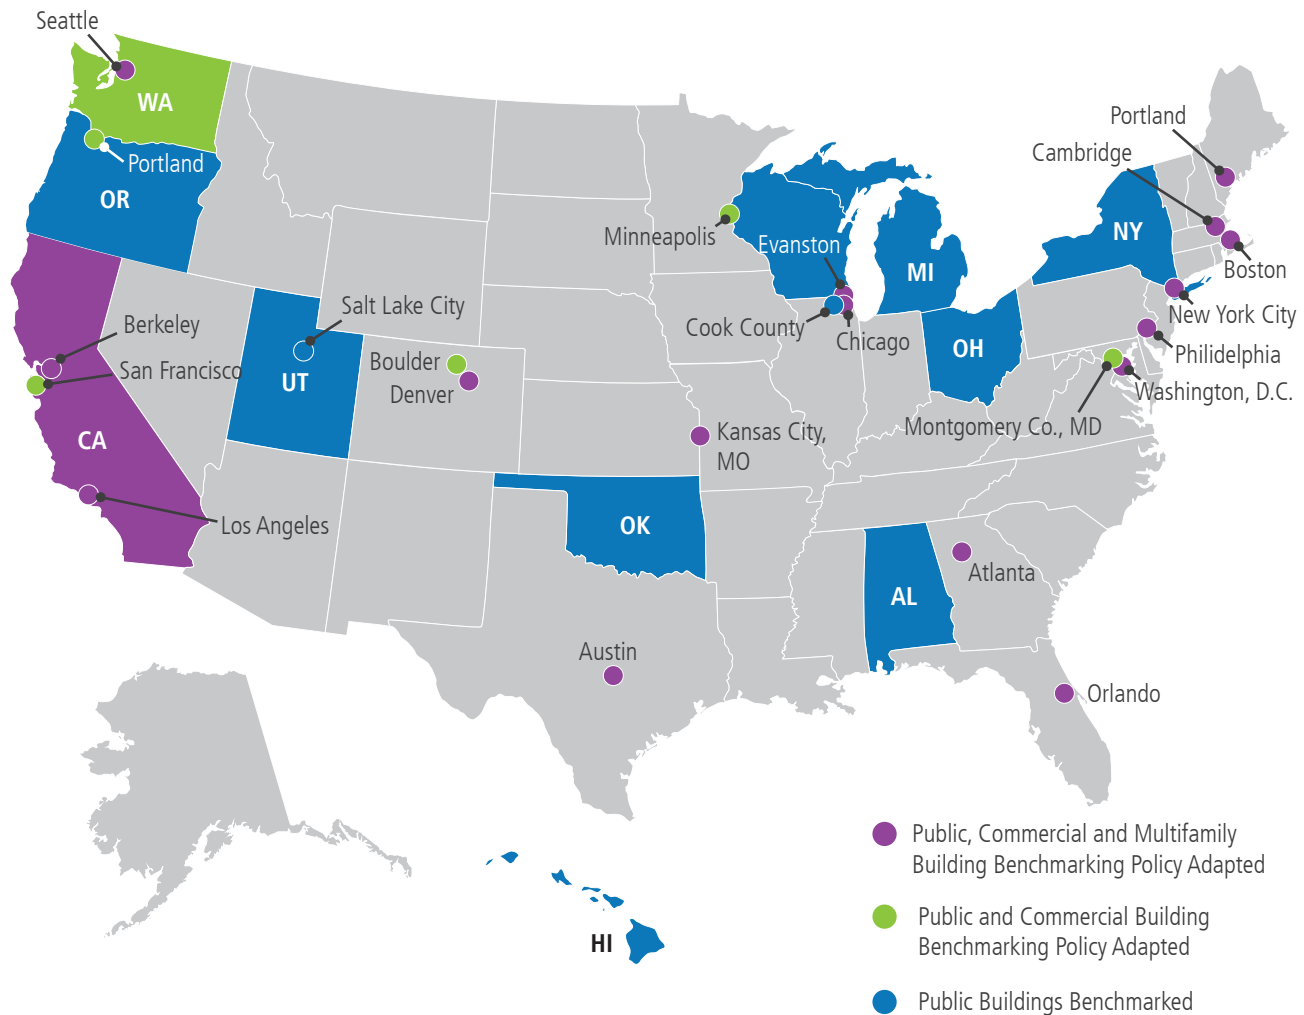 Seattle
WA
Portland
OR
Portland
Cambridge
NY
Boston
New York City
Philidelphia
Washington, D.C.
Montgomery Co., MD
Minneapolis
Evanston
MI
Cook County
Chicago
OH
Salt Lake City
UT
Boulder
Denver
Berkeley
San Francisco
CA
Los Angeles
Kansas City,
MO
OK
AL
Atlanta
Austin
Orlando
HI
Public, Commercial and Multifamily
Building Benchmarking Policy Adapted
Public and Commercial Building
Benchmarking Policy Adapted
Public Buildings Benchmarked